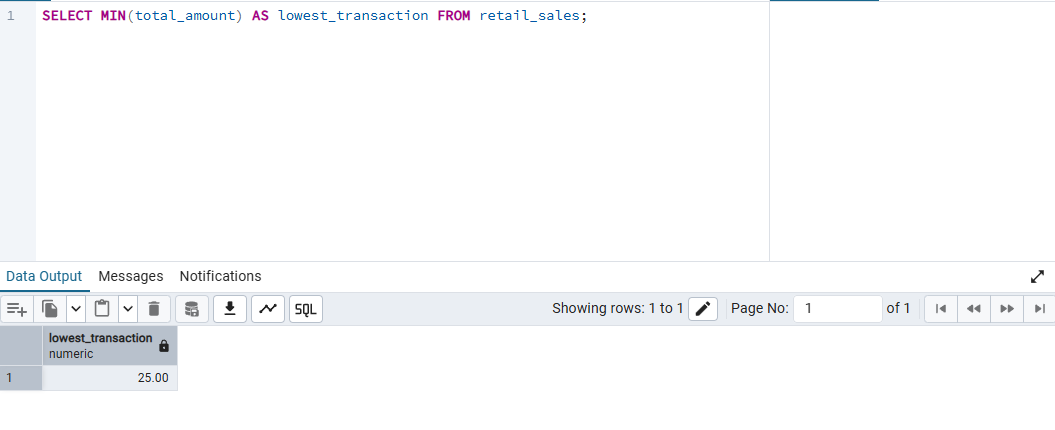 1 SELECT MIN(total_amount) AS lowest_transaction FROM retail_sales;
Data Output Messages Notifications
SQL Showing rows: 1 to 1 Page No: 1 of 1
lowest_transaction
numeric
1 25.00